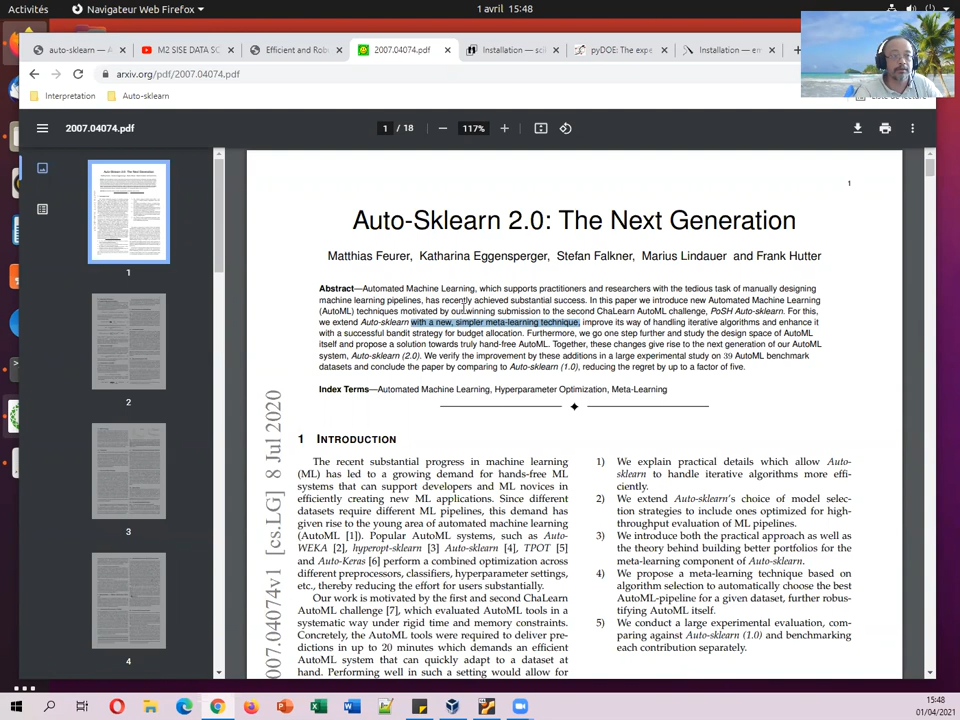 Activités
Navigateur Web Firefox
1 avril 15:48
auto-sklearn —
M2 SISE DATA SC
Efficient and Rob
2007.04074.pdf
Installation — sci
pyDOE: The expe
Installation — em
arxiv.org/pdf/2007.04074.pdf
Interpretation
Auto-sklearn
2007.04074.pdf
1 / 18
117%
1
2
3
4
1
Auto-Sklearn 2.0: The Next Generation
Matthias Feurer, Katharina Eggensperger, Stefan Falkner, Marius Lindauer and Frank Hutter
Abstract—Automated Machine Learning, which supports practitioners and researchers with the tedious task of manually designing
machine learning pipelines, has recently achieved substantial success. In this paper we introduce new Automated Machine Learning
(AutoML) techniques motivated by our winning submission to the second ChaLearn AutoML challenge, PoSH Auto-sklearn. For this,
we extend Auto-sklearn with a new, simpler meta-learning technique, improve its way of handling iterative algorithms and enhance it
with a successful bandit strategy for budget allocation. Furthermore, we go one step further and study the design space of AutoML
itself and propose a solution towards truly hand-free AutoML. Together, these changes give rise to the next generation of our AutoML
system, Auto-sklearn (2.0). We verify the improvement by these additions in a large experimental study on 39 AutoML benchmark
datasets and conclude the paper by comparing to Auto-sklearn (1.0), reducing the regret by up to a factor of five.
Index Terms—Automated Machine Learning, Hyperparameter Optimization, Meta-Learning
007.04074v1 [cs.LG] 8 Jul 2020
1 INTRODUCTION
The recent substantial progress in machine learning
(ML) has led to a growing demand for hands-free ML
systems that can support developers and ML novices in
efficiently creating new ML applications. Since different
datasets require different ML pipelines, this demand has
given rise to the young area of automated machine learning
(AutoML [1]). Popular AutoML systems, such as Auto-
WEKA [2], hyperopt-sklearn [3] Auto-sklearn [4], TPOT [5]
and Auto-Keras [6] perform a combined optimization across
different preprocessors, classifiers, hyperparameter settings,
etc., thereby reducing the effort for users substantially.
Our work is motivated by the first and second ChaLearn
AutoML challenge [7], which evaluated AutoML tools in a
systematic way under rigid time and memory constraints.
Concretely, the AutoML tools were required to deliver pre-
dictions in up to 20 minutes which demands an efficient
AutoML system that can quickly adapt to a dataset at
hand. Performing well in such a setting would allow for
1) We explain practical details which allow Auto-
sklearn to handle iterative algorithms more effi-
ciently.
2) We extend Auto-sklearn's choice of model selec-
tion strategies to include ones optimized for high-
throughput evaluation of ML pipelines.
3) We introduce both the practical approach as well as
the theory behind building better portfolios for the
meta-learning component of Auto-sklearn.
4) We propose a meta-learning technique based on
algorithm selection to automatically choose the best
AutoML-pipeline for a given dataset, further robus-
tifying AutoML itself.
5) We conduct a large experimental evaluation, com-
paring against Auto-sklearn (1.0) and benchmarking
each contribution separately.
15:48
01/04/2021